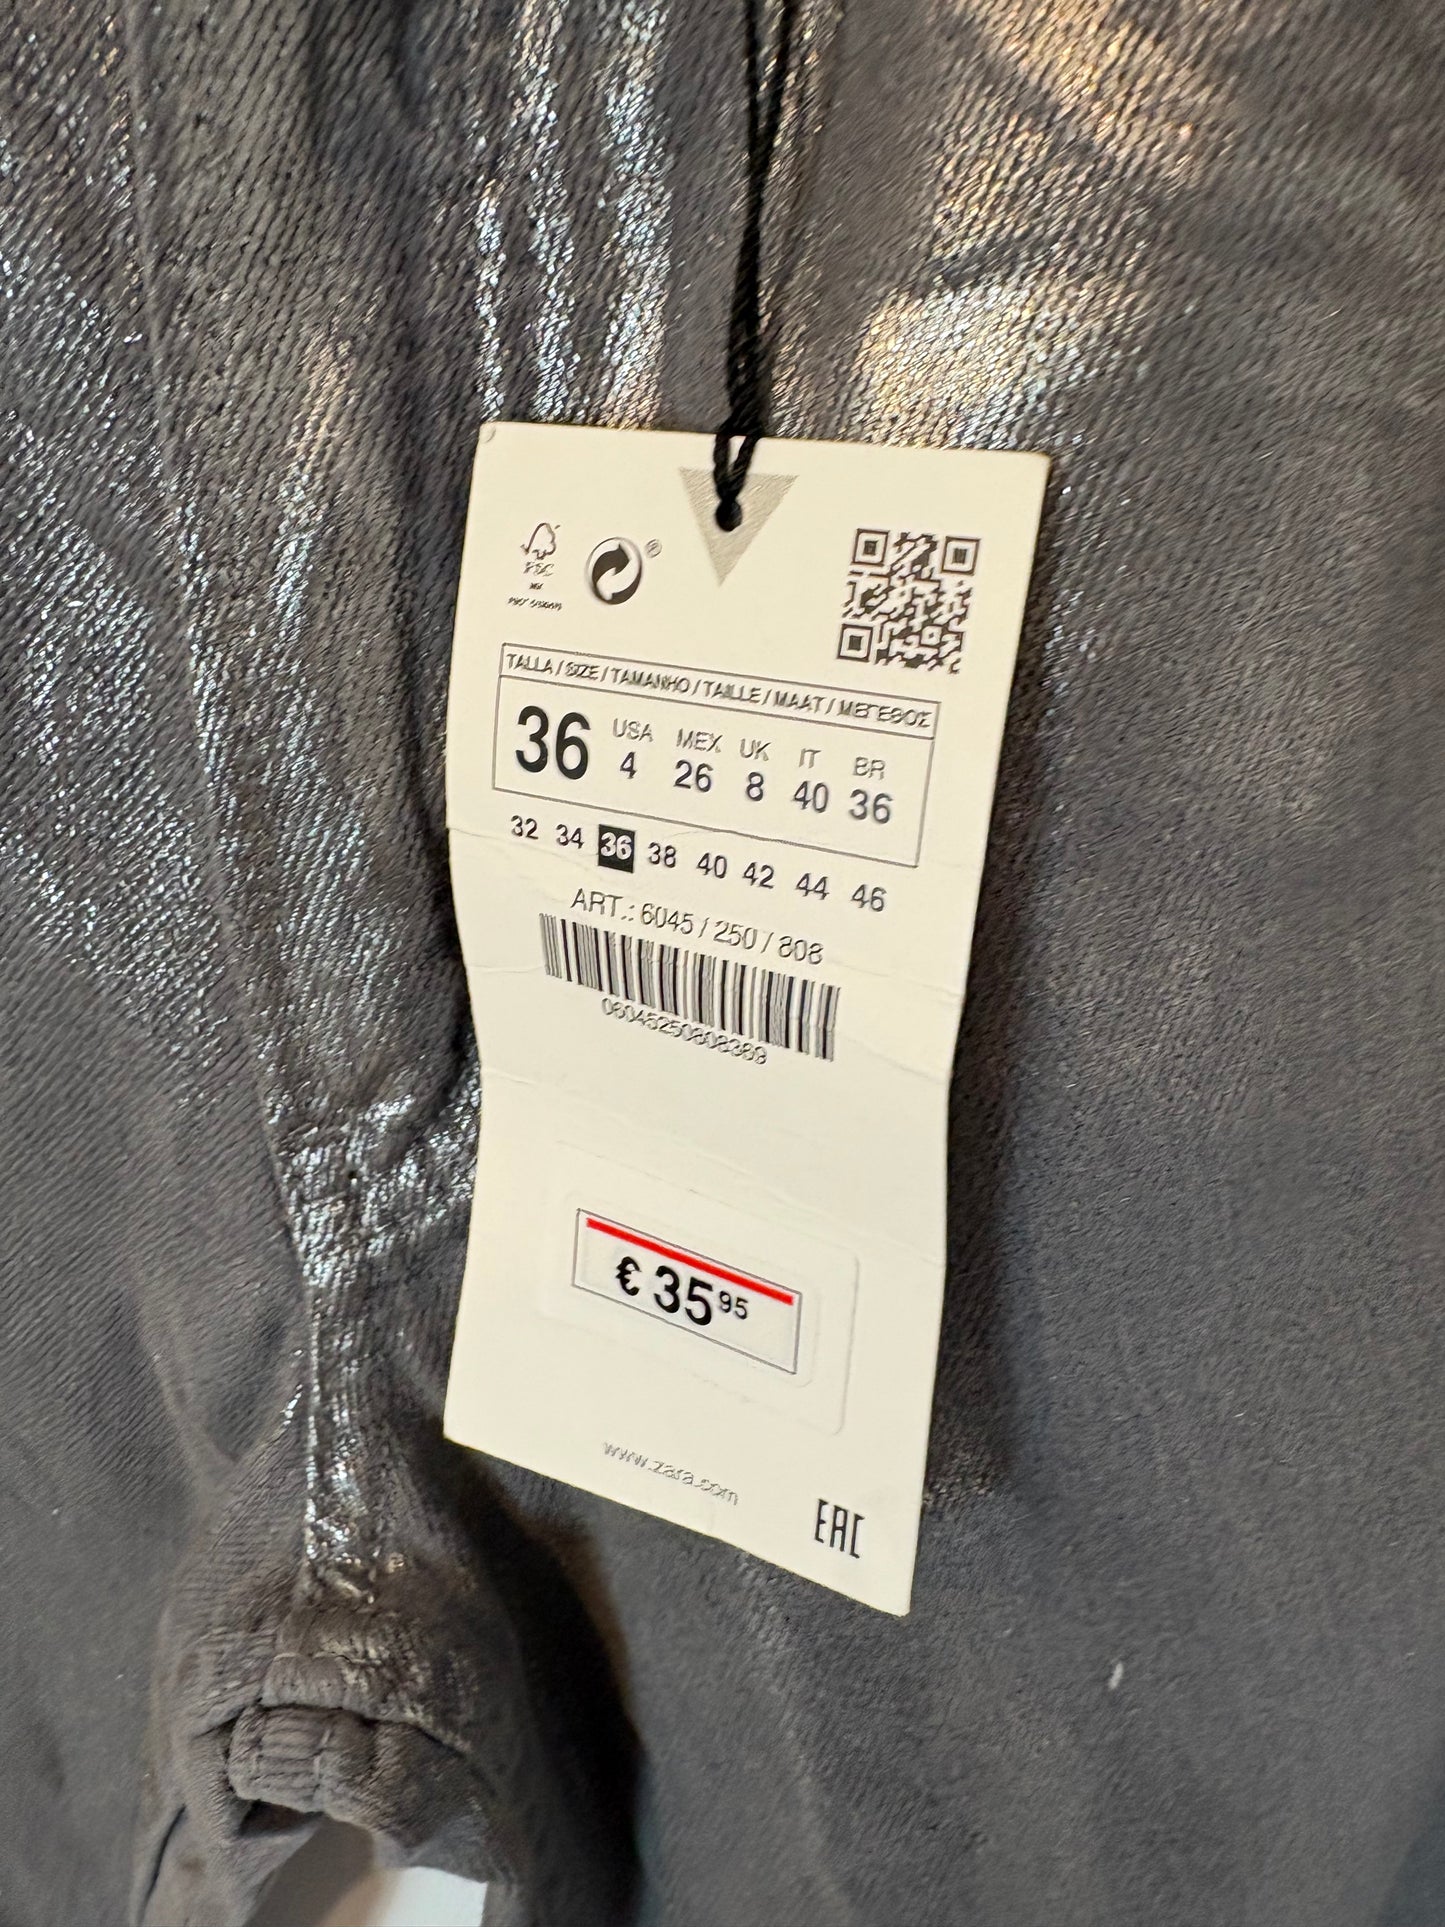 FSC
MIX
®
TALLA / SIZE / TAMANHO / TAILLE / MAAT / ΜΕΓΕΘΟΣ
36 USA 4 MEX 26 UK 8 IT 40 BR 36
32 34 36 38 40 42 44 46
ART.: 6045 / 250 / 808
€ 35 95
www.zara.com
EAC